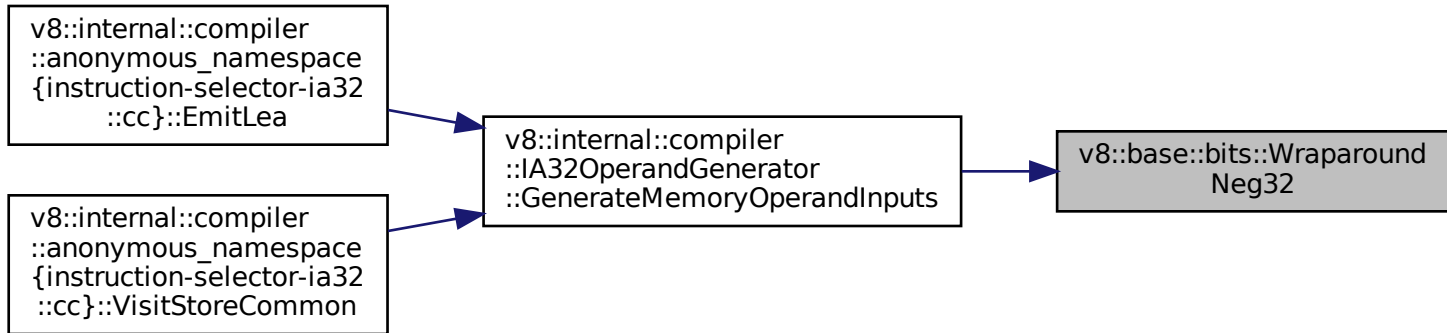 v8::internal::compiler
::anonymous_namespace
{instruction-selector-ia32
::cc}::EmitLea
v8::internal::compiler
::IA32OperandGenerator
::GenerateMemoryOperandInputs
v8::base::bits::Wraparound
Neg32
v8::internal::compiler
::anonymous_namespace
{instruction-selector-ia32
::cc}::VisitStoreCommon